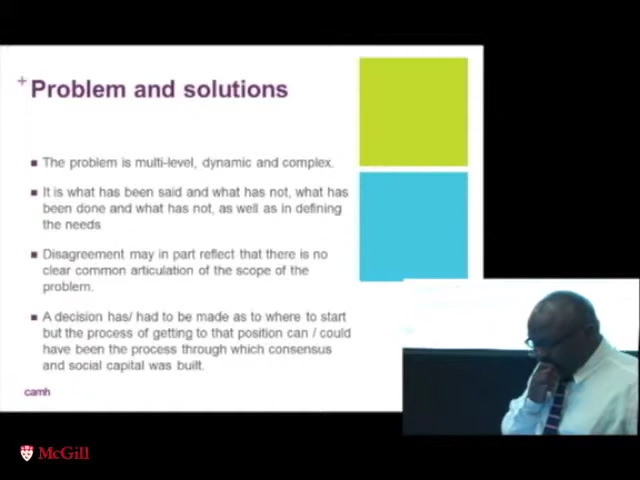 + Problem and solutions
■ The problem is multi-level, dynamic and complex.
■ It is what has been said and what has not, what has
been done and what has not, as well as in defining
the needs
■ Disagreement may in part reflect that there is no
clear common articulation of the scope of the
problem.
■ A decision has/ had to be made as to where to start
but the process of getting to that position can / could
have been the process through which consensus
and social capital was built.
camh
McGill